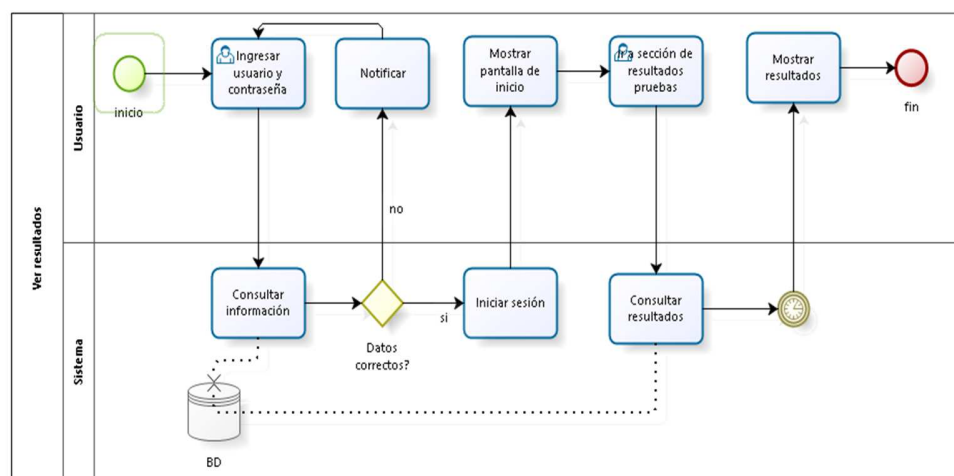 Ver resultados
Usuario
inicio
Ingresar
usuario y
contraseña
Notificar
Mostrar
pantalla de
inicio
Ir a sección de
resultados
pruebas
Mostrar
resultados
fin
no
Sistema
Consultar
información
Datos
correctos?
si
Iniciar sesión
Consultar
resultados
BD